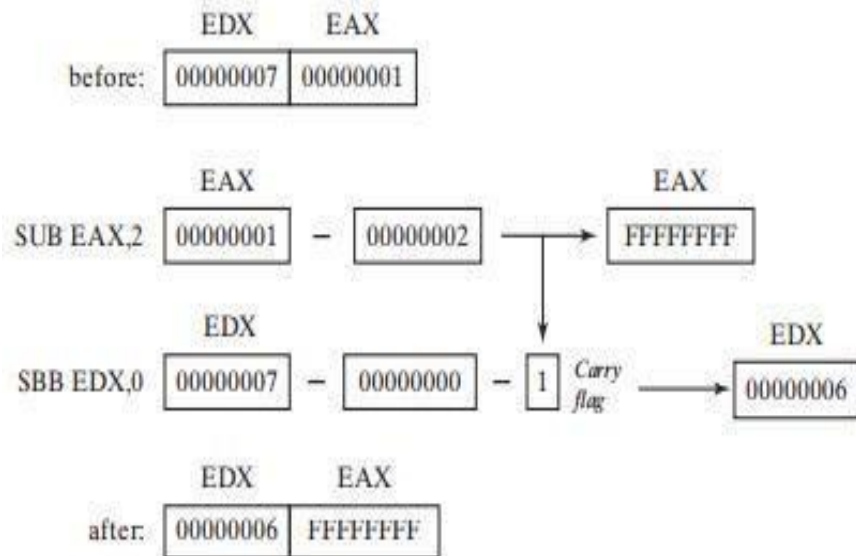 EDX EAX
before: 00000007 00000001
EAX EAX
SUB EAX,2 00000001 − 00000002 FFFFFFFF
EDX EDX
SBB EDX,0 00000007 − 00000000 − 1 Carry flag 00000006
EDX EAX
after: 00000006 FFFFFFFF